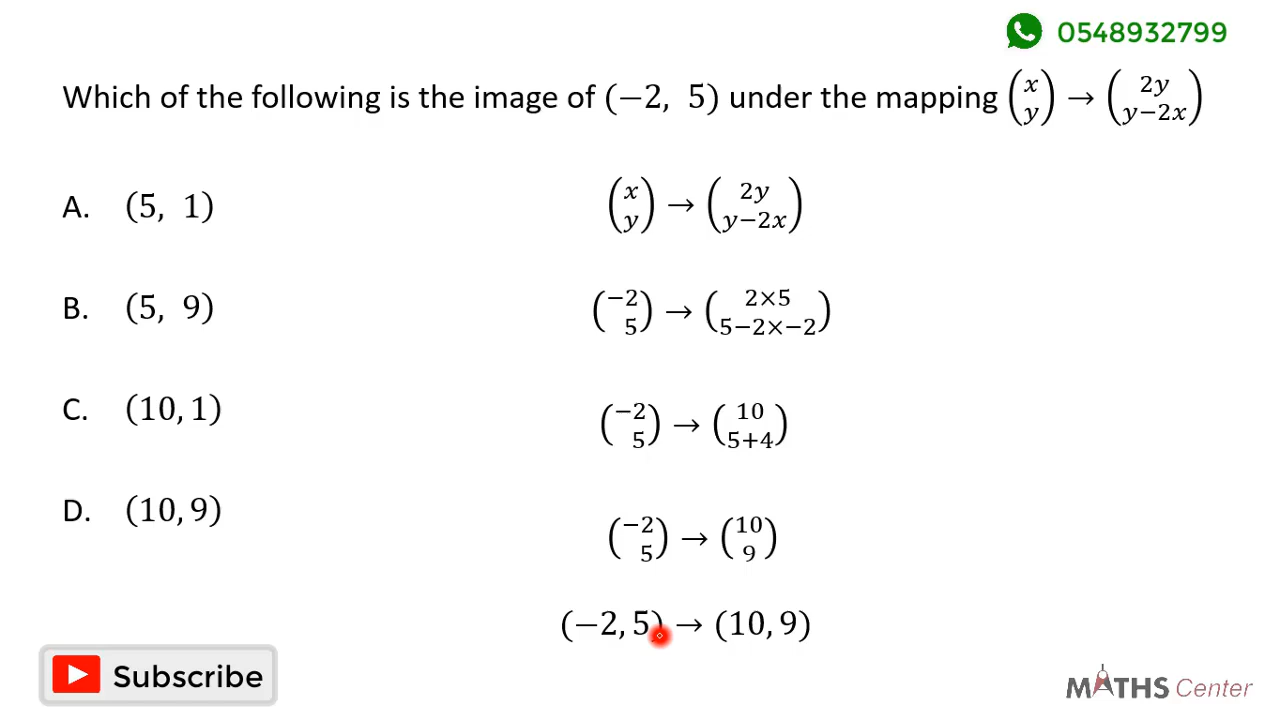 0548932799
Which of the following is the image of (−2, 5) under the mapping (x y) → (2y y−2x)
A. (5, 1)
(x y) → (2y y−2x)
B. (5, 9)
(−2 5) → (2×5 5−2×−2)
C. (10, 1)
(−2 5) → (10 5+4)
D. (10, 9)
(−2 5) → (10 9)
(−2, 5) → (10, 9)
Subscribe
MATHS Center